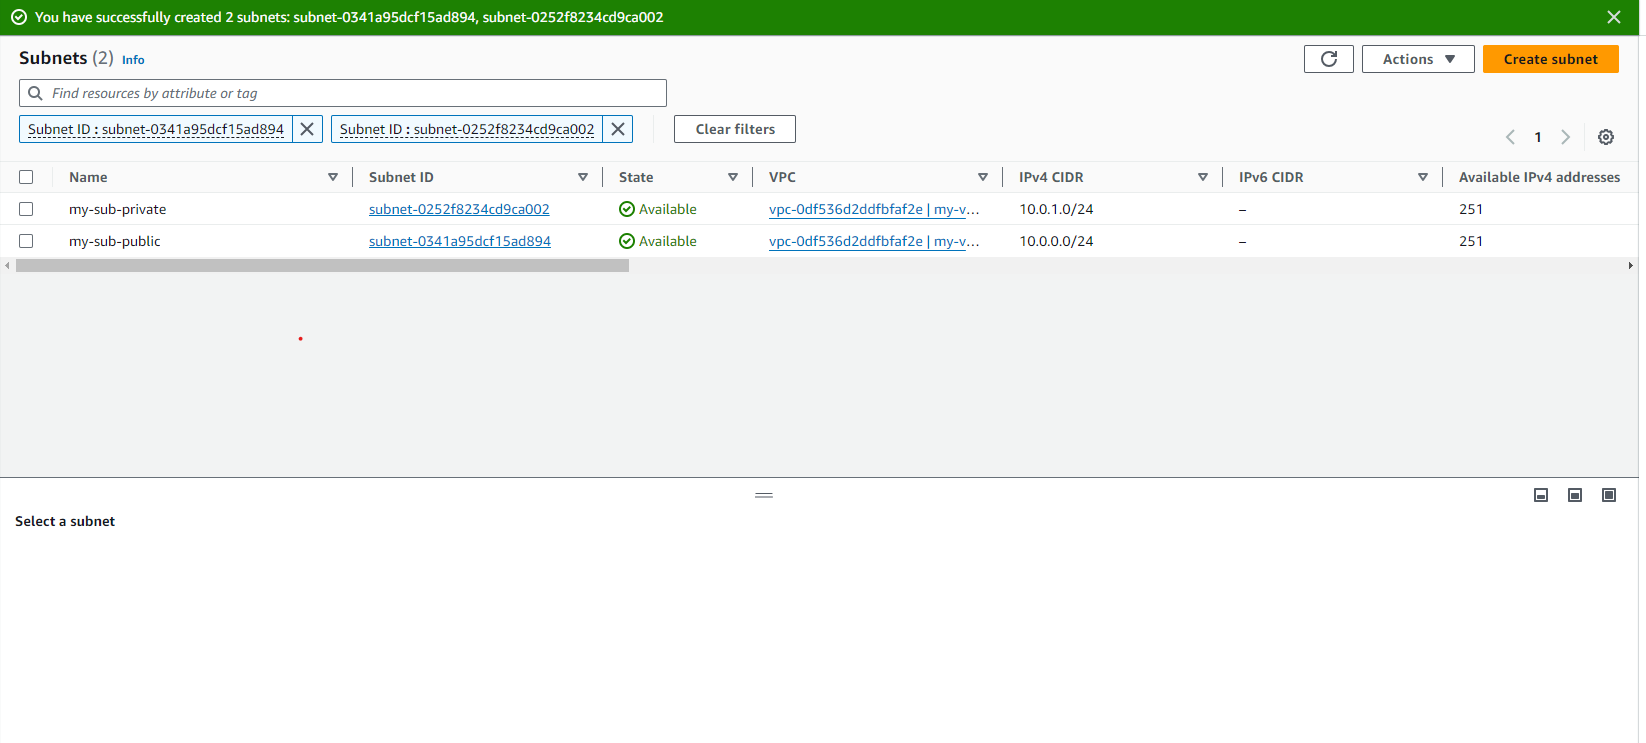 You have successfully created 2 subnets: subnet-0341a95dcf15ad894, subnet-0252f8234cd9ca002
Subnets (2) Info
Actions
Create subnet
Find resources by attribute or tag
Subnet ID : subnet-0341a95dcf15ad894
Subnet ID : subnet-0252f8234cd9ca002
Clear filters
1
Name Subnet ID State VPC IPv4 CIDR IPv6 CIDR Available IPv4 addresses
my-sub-private subnet-0252f8234cd9ca002 Available vpc-0df536d2ddfbfaf2e | my-v… 10.0.1.0/24 – 251
my-sub-public subnet-0341a95dcf15ad894 Available vpc-0df536d2ddfbfaf2e | my-v… 10.0.0.0/24 – 251
Select a subnet